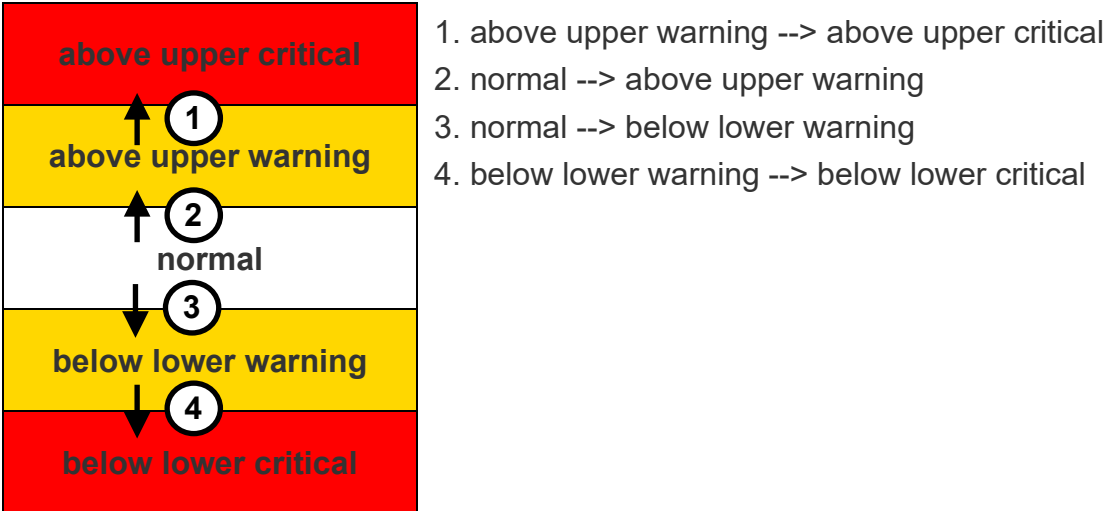 above upper critical
1
above upper warning
2
normal
3
below lower warning
4
below lower critical
1. above upper warning --> above upper critical
2. normal --> above upper warning
3. normal --> below lower warning
4. below lower warning --> below lower critical